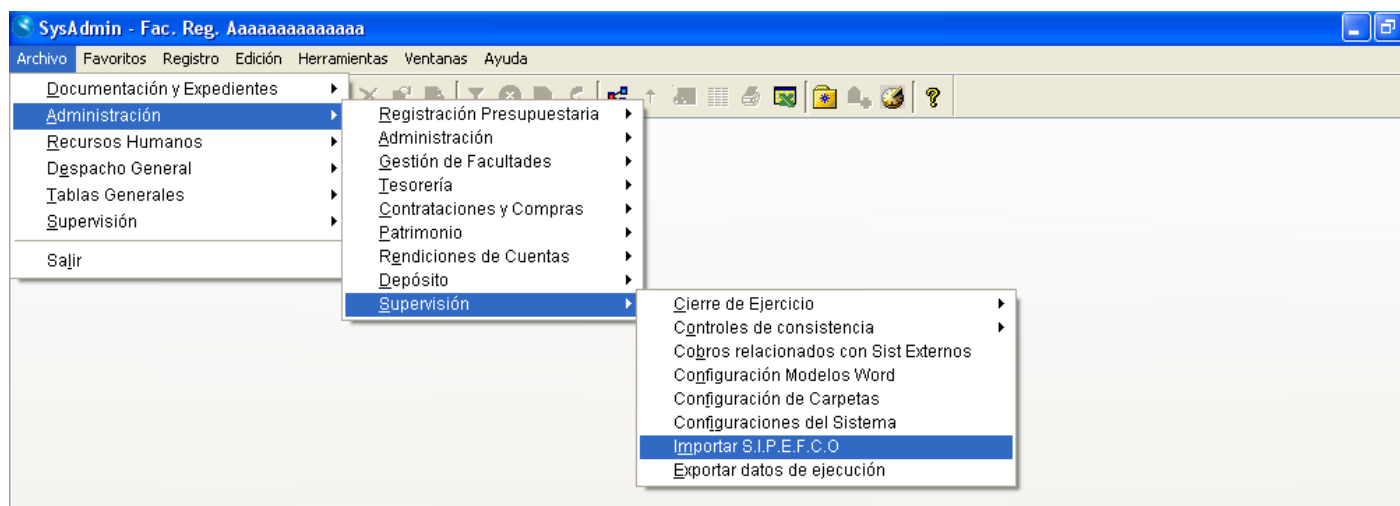 SysAdmin - Fac. Reg. Aaaaaaaaaaaaaa
Archivo Favoritos Registro Edición Herramientas Ventanas Ayuda
Documentación y Expedientes
Administración
Recursos Humanos
Despacho General
Tablas Generales
Supervisión
Salir
Registración Presupuestaria
Administración
Gestión de Facultades
Tesorería
Contrataciones y Compras
Patrimonio
Rendiciones de Cuentas
Depósito
Supervisión
Cierre de Ejercicio
Controles de consistencia
Cobros relacionados con Sist Externos
Configuración Modelos Word
Configuración de Carpetas
Configuraciones del Sistema
Importar S.I.P.E.F.C.O
Exportar datos de ejecución